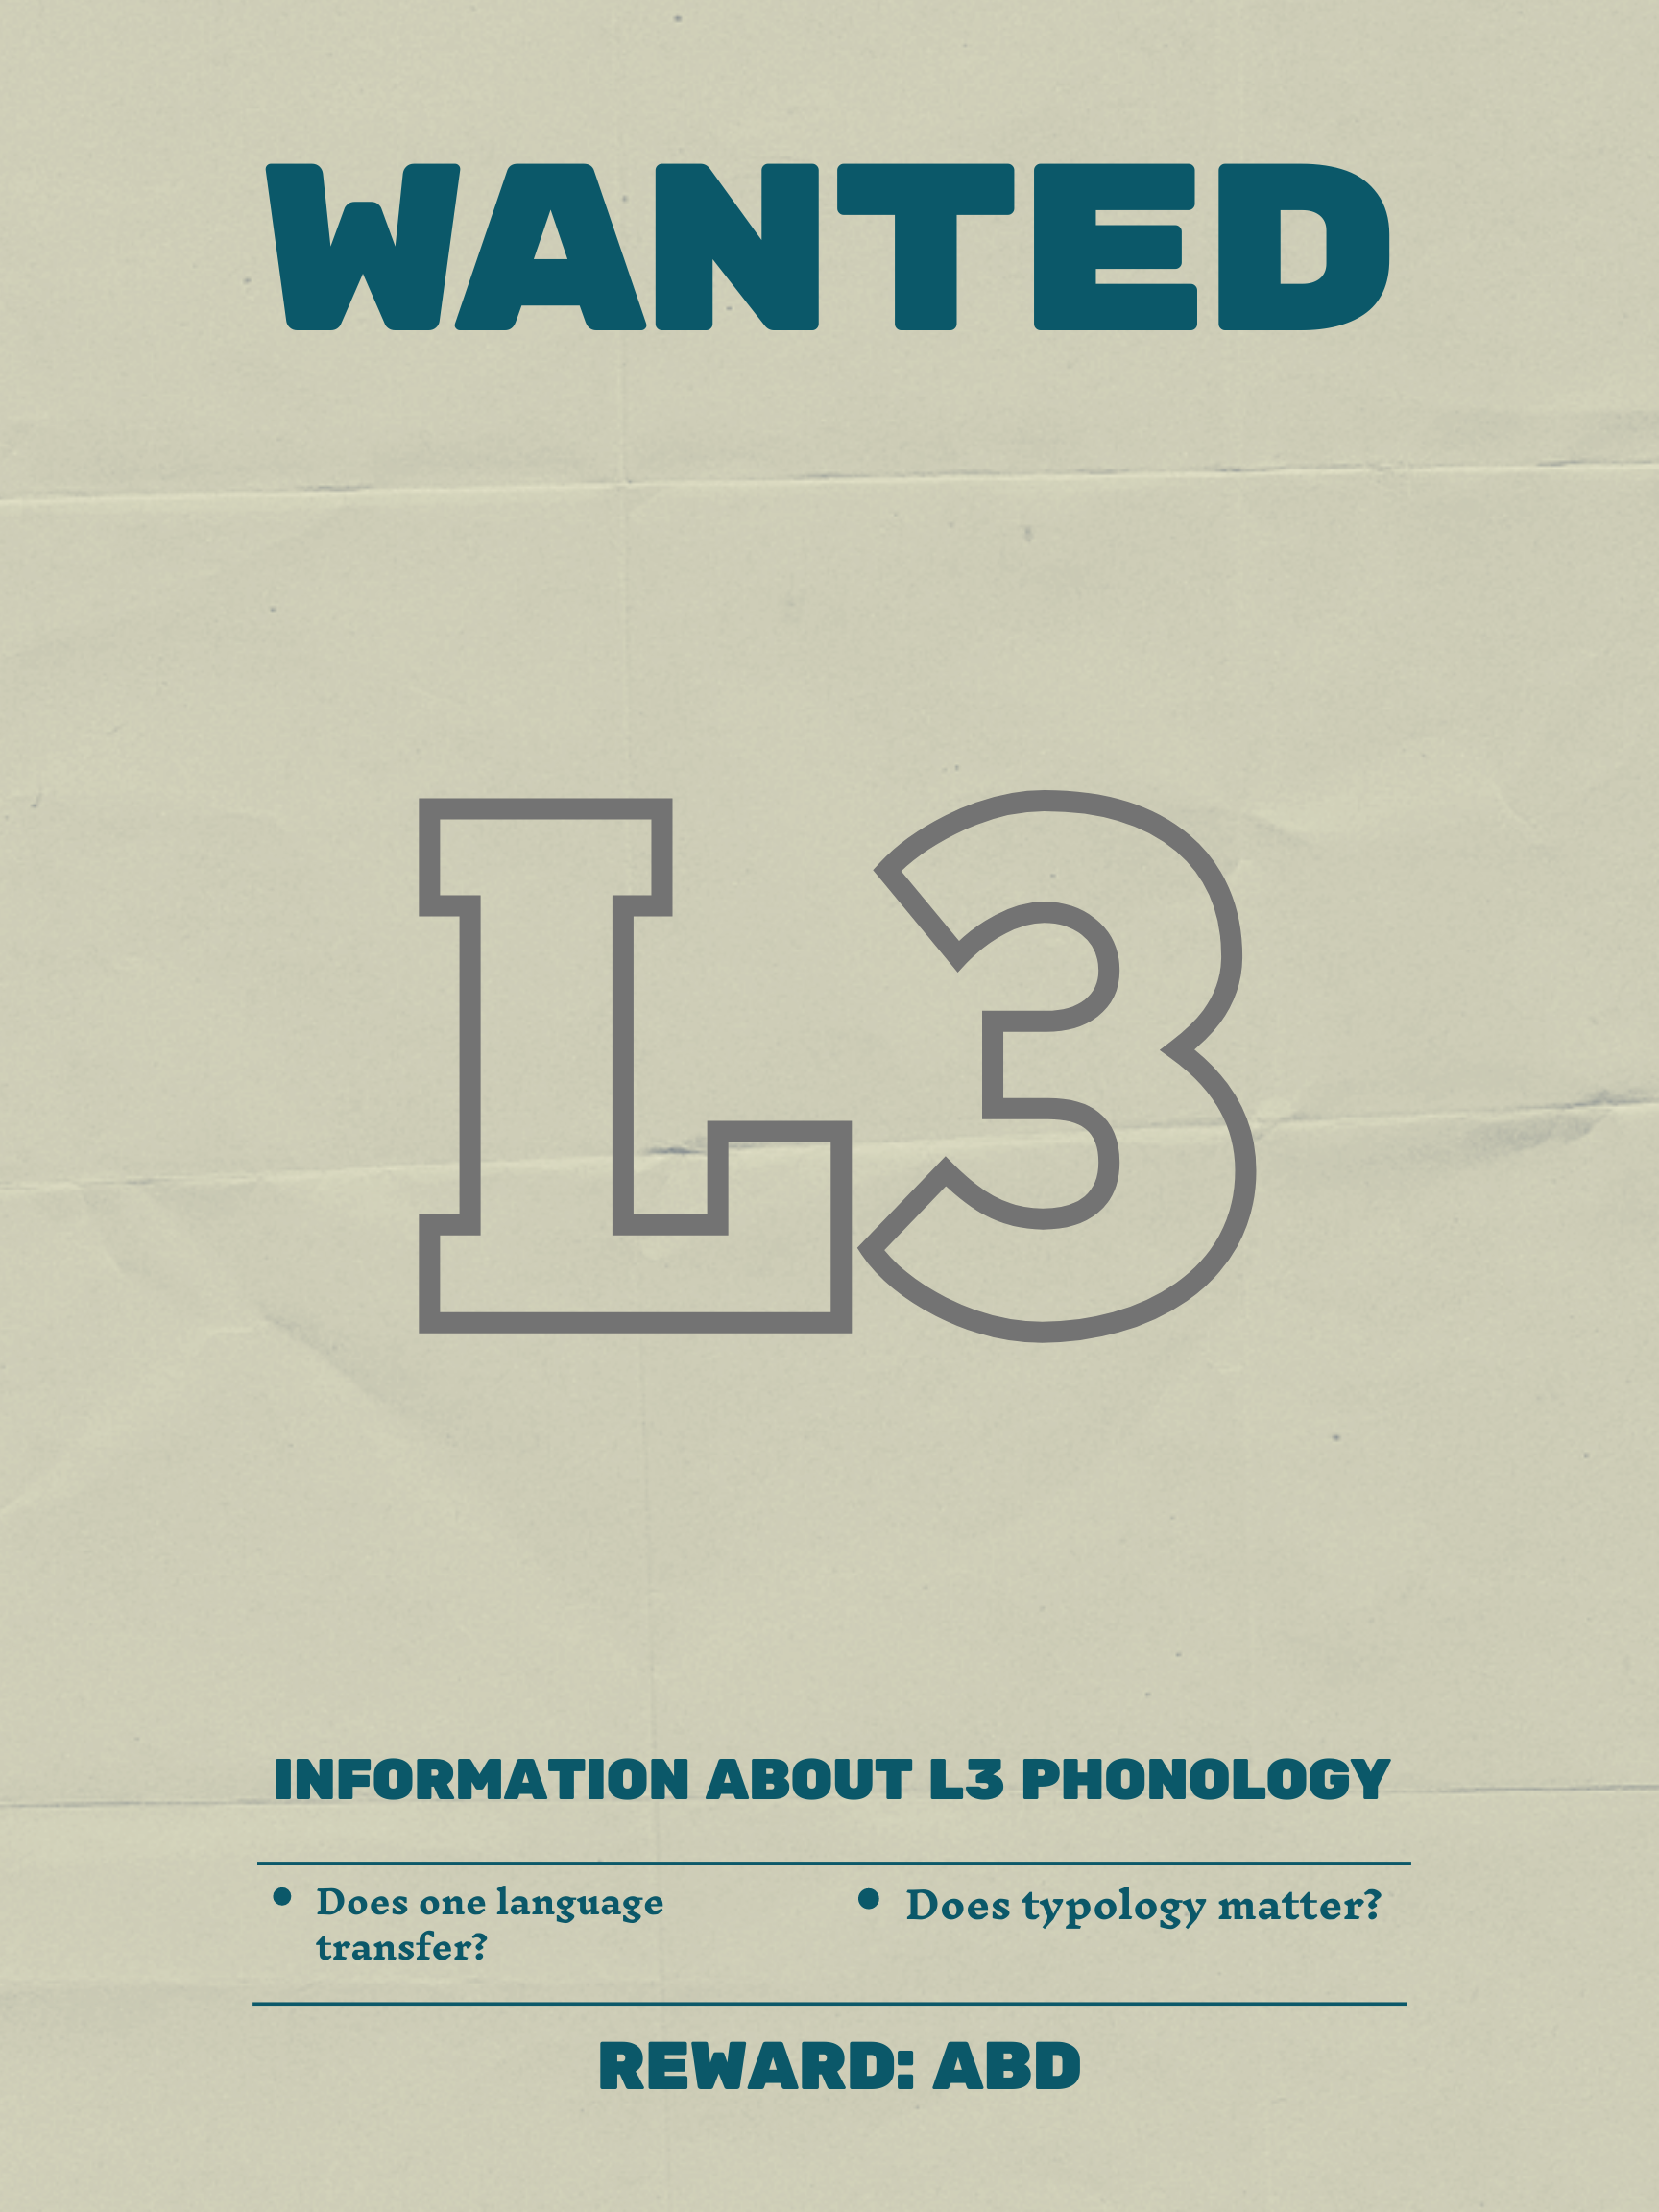 WANTED
L3
INFORMATION ABOUT L3 PHONOLOGY
• Does one language
transfer?
• Does typology matter?
REWARD: ABD